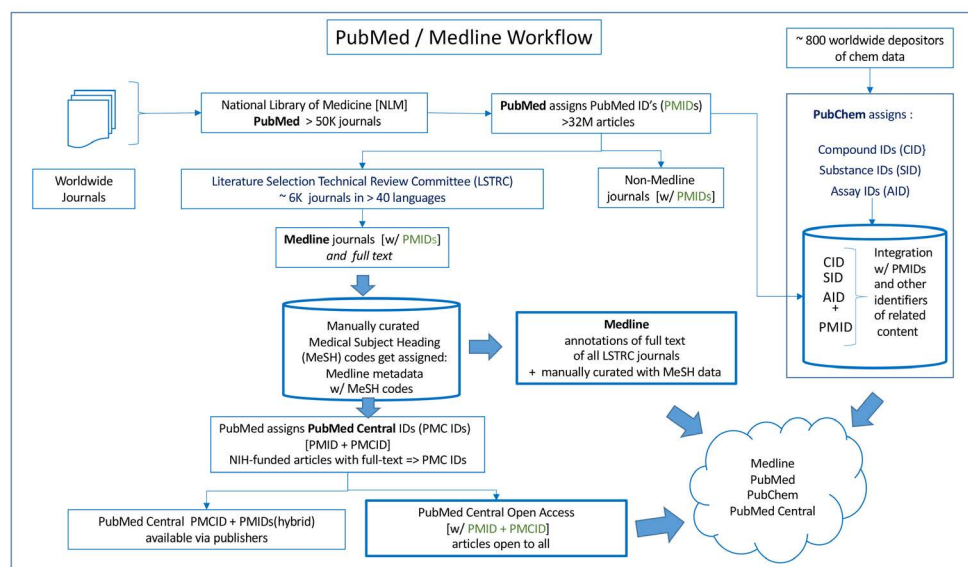 PubMed / Medline Workflow
~ 800 worldwide depositors
of chem data
National Library of Medicine [NLM]
PubMed > 50K journals
PubMed assigns PubMed ID's (PMIDs)
>32M articles
Worldwide
Journals
Literature Selection Technical Review Committee (LSTRC)
~ 6K journals in > 40 languages
Non-Medline
journals [w/ PMIDs]
PubChem assigns :
Compound IDs (CID}
Substance IDs (SID)
Assay IDs (AID)
Medline journals [w/ PMIDs]
and full text
CID
SID
AID
+
PMID
Integration
w/ PMIDs
and other
identifiers
of related
content
Manually curated
Medical Subject Heading
(MeSH) codes get assigned:
Medline metadata
w/ MeSH codes
Medline
annotations of full text
of all LSTRC journals
+ manually curated with MeSH data
PubMed assigns PubMed Central IDs (PMC IDs)
[PMID + PMCID]
NIH-funded articles with full-text => PMC IDs
Medline
PubMed
PubChem
PubMed Central
PubMed Central PMCID + PMIDs(hybrid)
available via publishers
PubMed Central Open Access
[w/ PMID + PMCID]
articles open to all